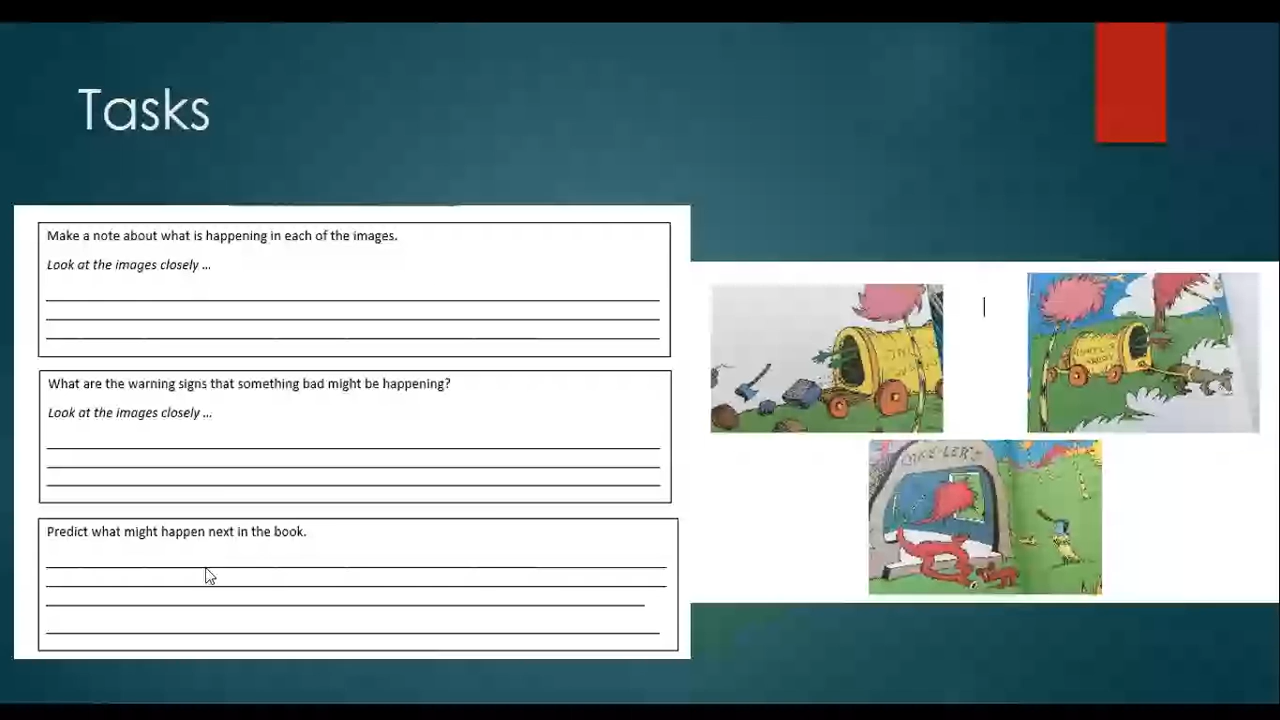 Tasks
Make a note about what is happening in each of the images.
Look at the images closely ...
What are the warning signs that something bad might be happening?
Look at the images closely ...
Predict what might happen next in the book.